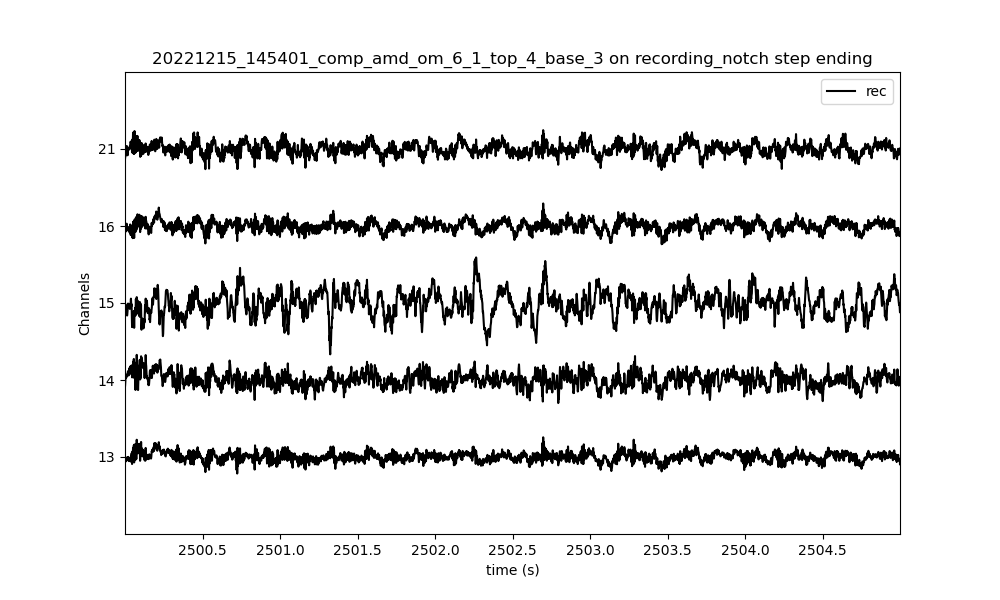 20221215_145401_comp_amd_om_6_1_top_4_base_3 on recording_notch step ending
rec
21
16
15
14
13
Channels
2500.5 2501.0 2501.5 2502.0 2502.5 2503.0 2503.5 2504.0 2504.5
time (s)